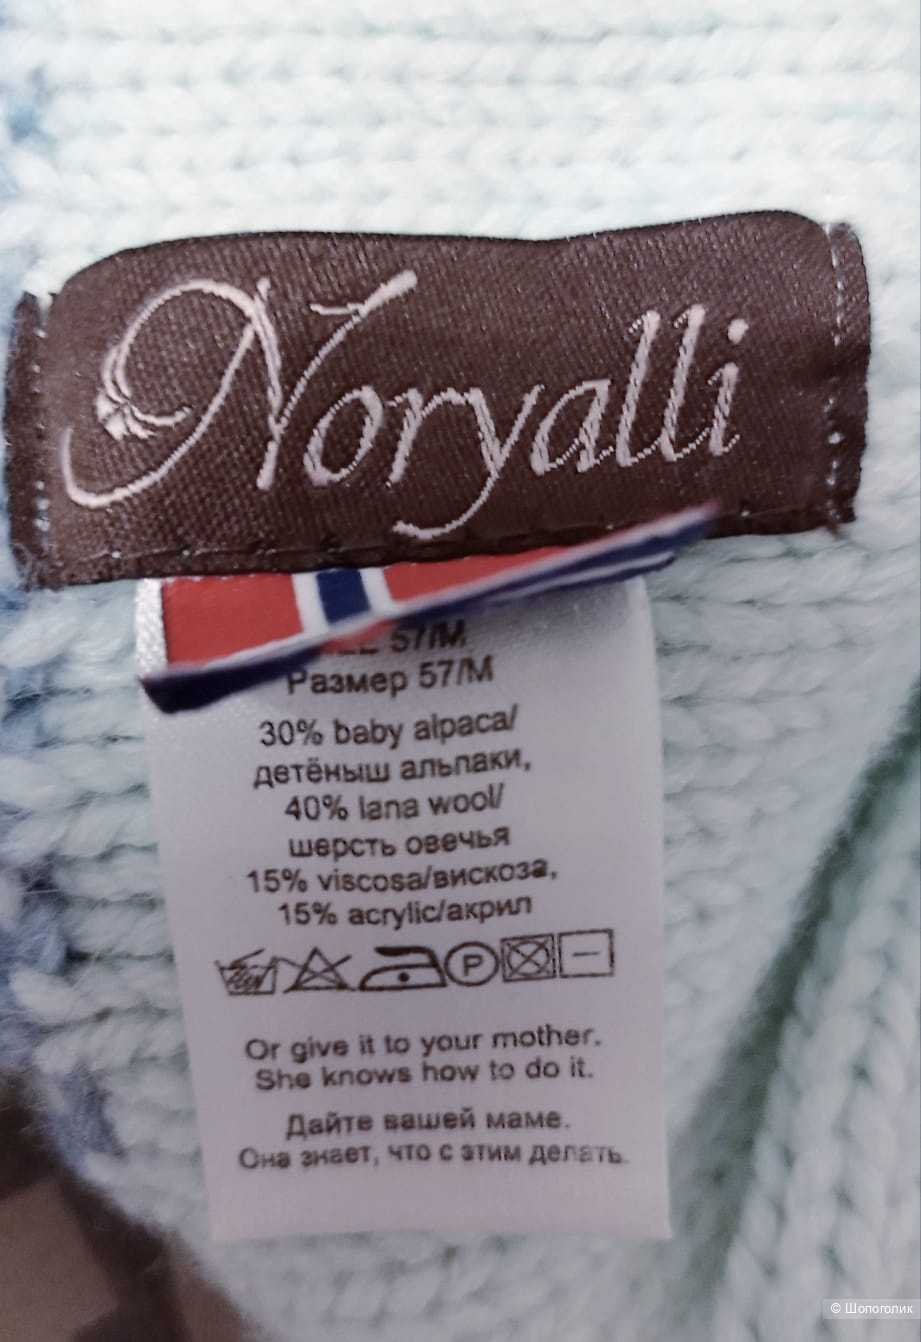 Noryalli
57/M
Размер 57/M
30% baby alpaca/
детёныш альпаки,
40% lana wool/
шерсть овечья
15% viscosa/вискоза,
15% acrylic/акрил
P
Or give it to your mother.
She knows how to do it.
Дайте вашей маме.
Она знает, что с этим делать.
© Шопоголик